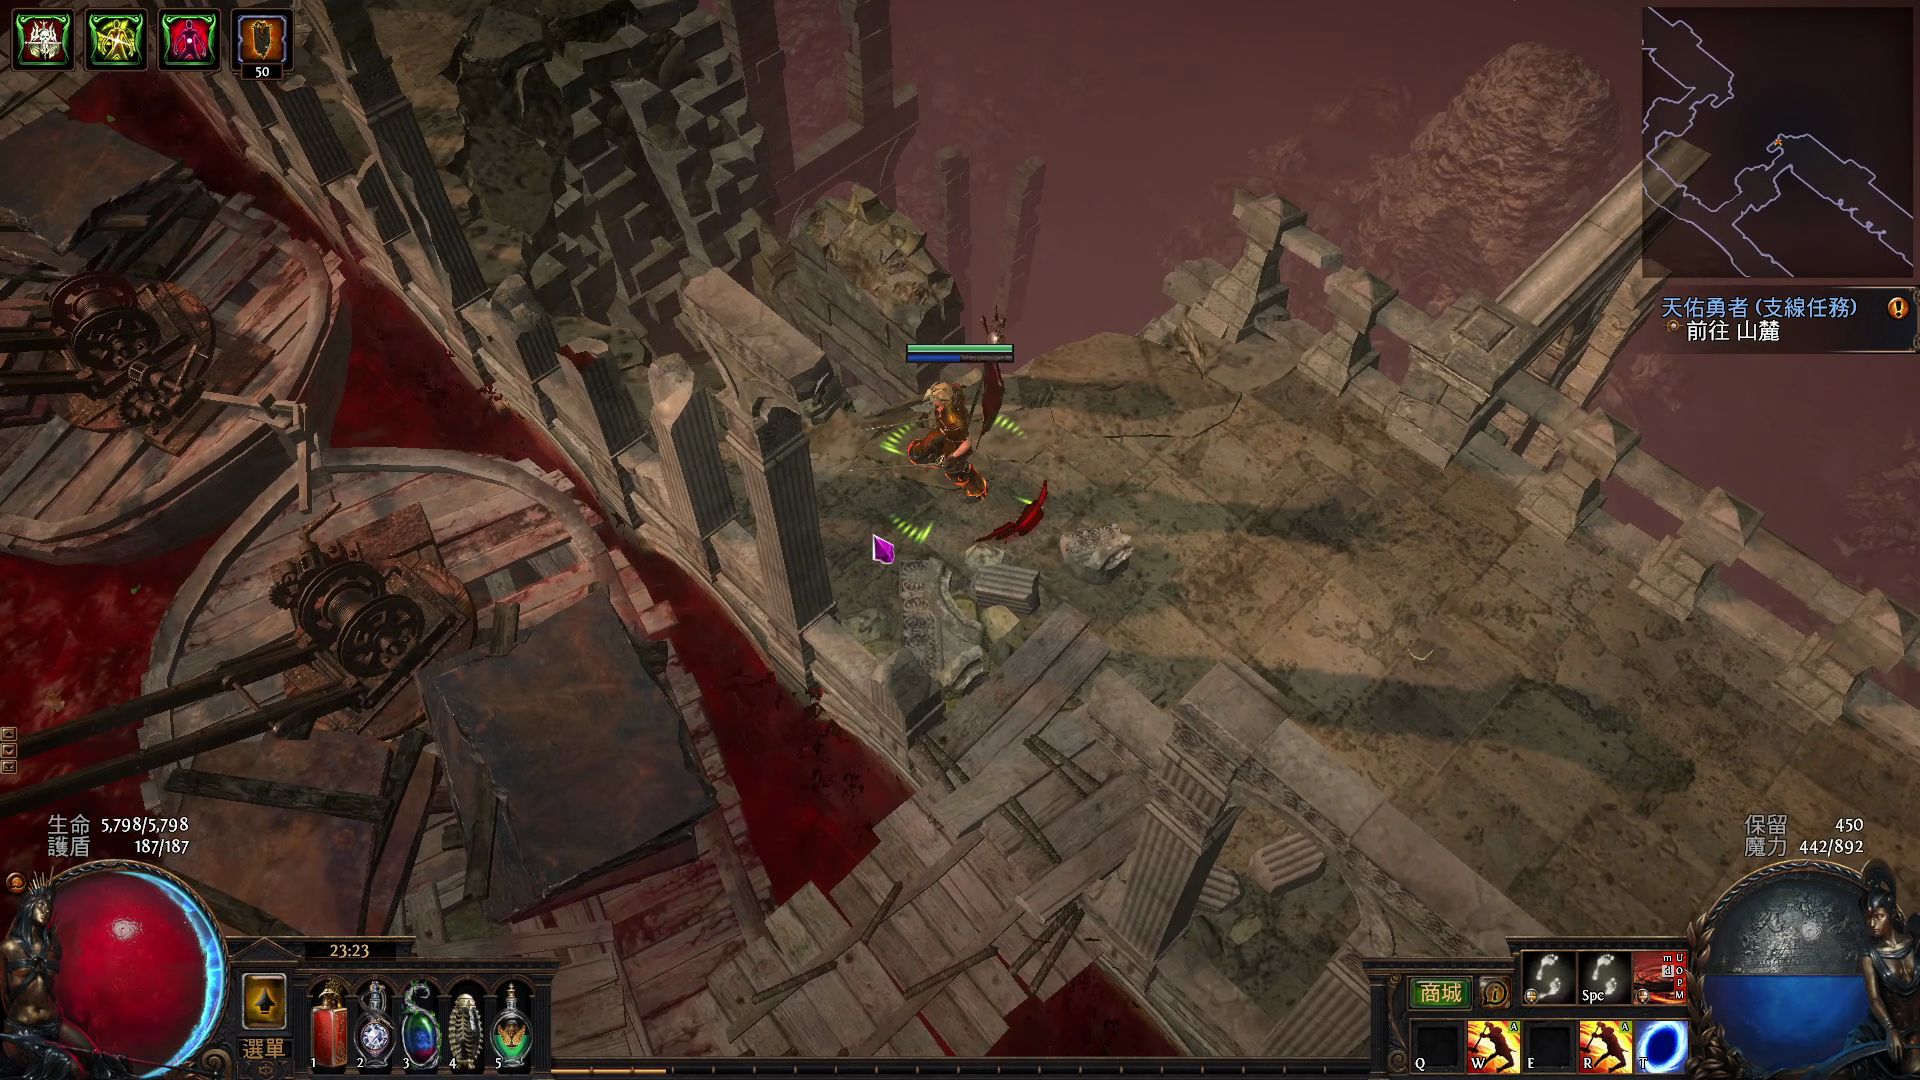 50
天佑勇者 (支線任務)
前往 山麓
生命 5,798/5,798
護盾 187/187
保留 450
魔力 442/892
23:23
選單
1 2 3 4 5
商城
Spc
Q W E R T
A A